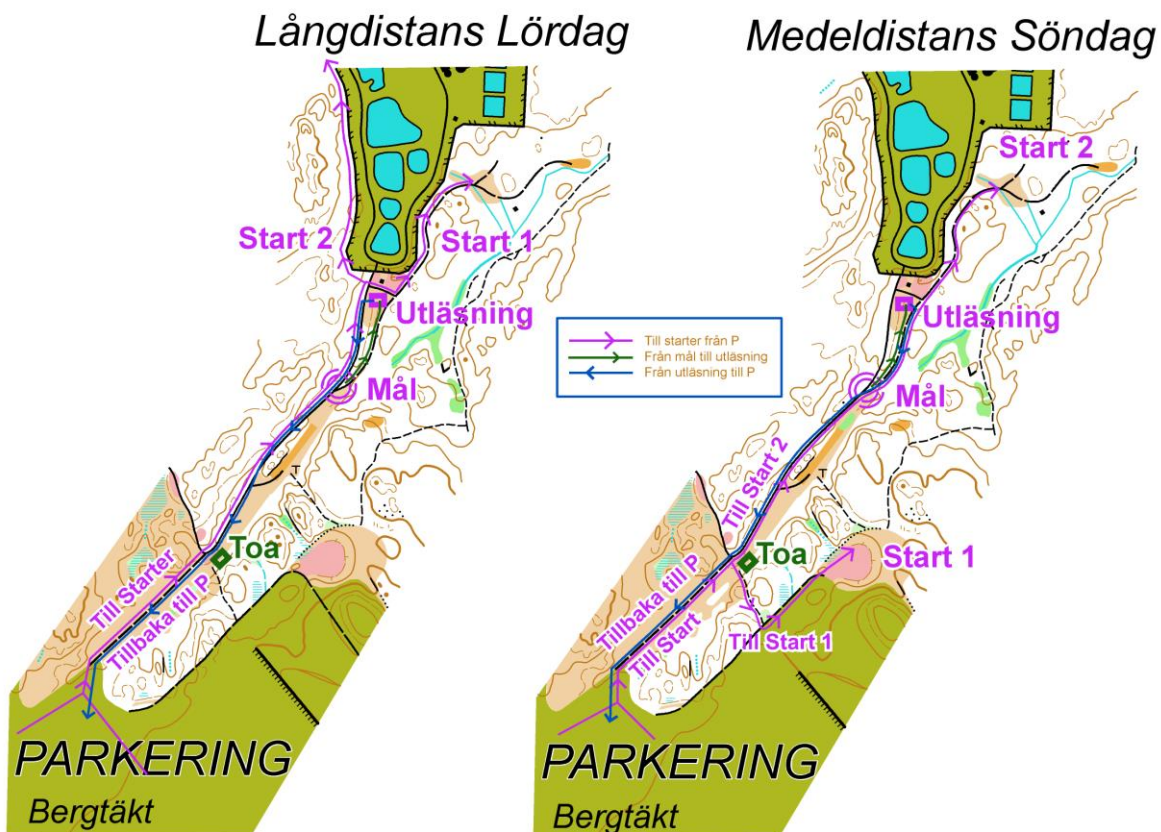 Långdistans Lördag
Start 2
Start 1
Utläsning
Mål
Toa
Till Starter
Tillbaka till P
PARKERING
Bergtäkt
Till starter från P
Från mål till utläsning
Från utläsning till P
Medeldistans Söndag
Start 2
Utläsning
Mål
Till Start 2
Toa
Start 1
Tillbaka till P
Till Start
Till Start 1
PARKERING
Bergtäkt